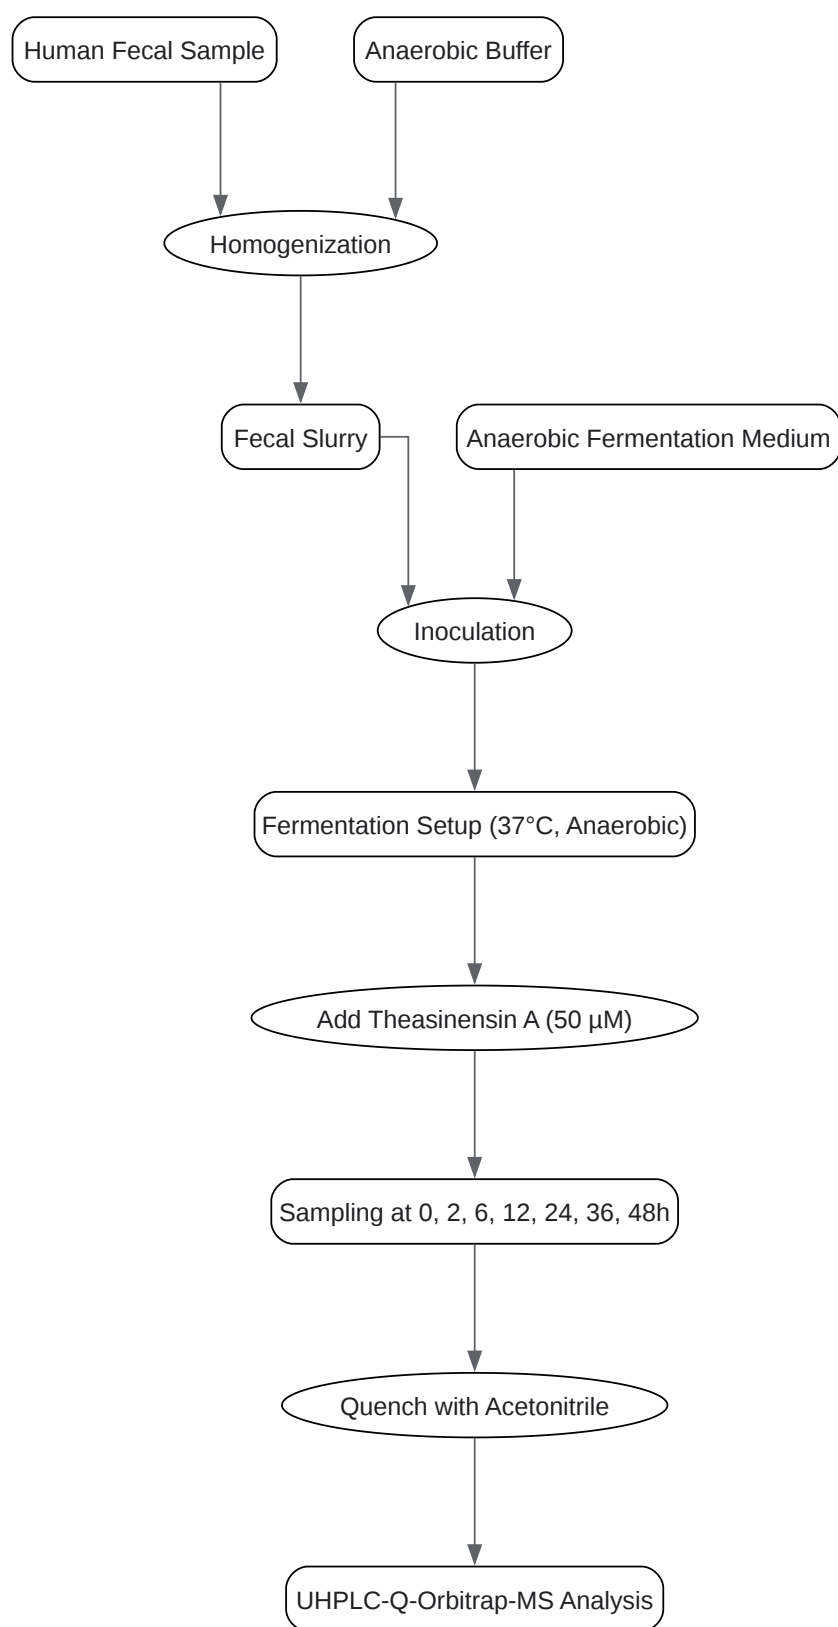 Human Fecal Sample
Anaerobic Buffer
Homogenization
Fecal Slurry
Anaerobic Fermentation Medium
Inoculation
Fermentation Setup (37°C, Anaerobic)
Add Theasinensin A (50 µM)
Sampling at 0, 2, 6, 12, 24, 36, 48h
Quench with Acetonitrile
UHPLC-Q-Orbitrap-MS Analysis